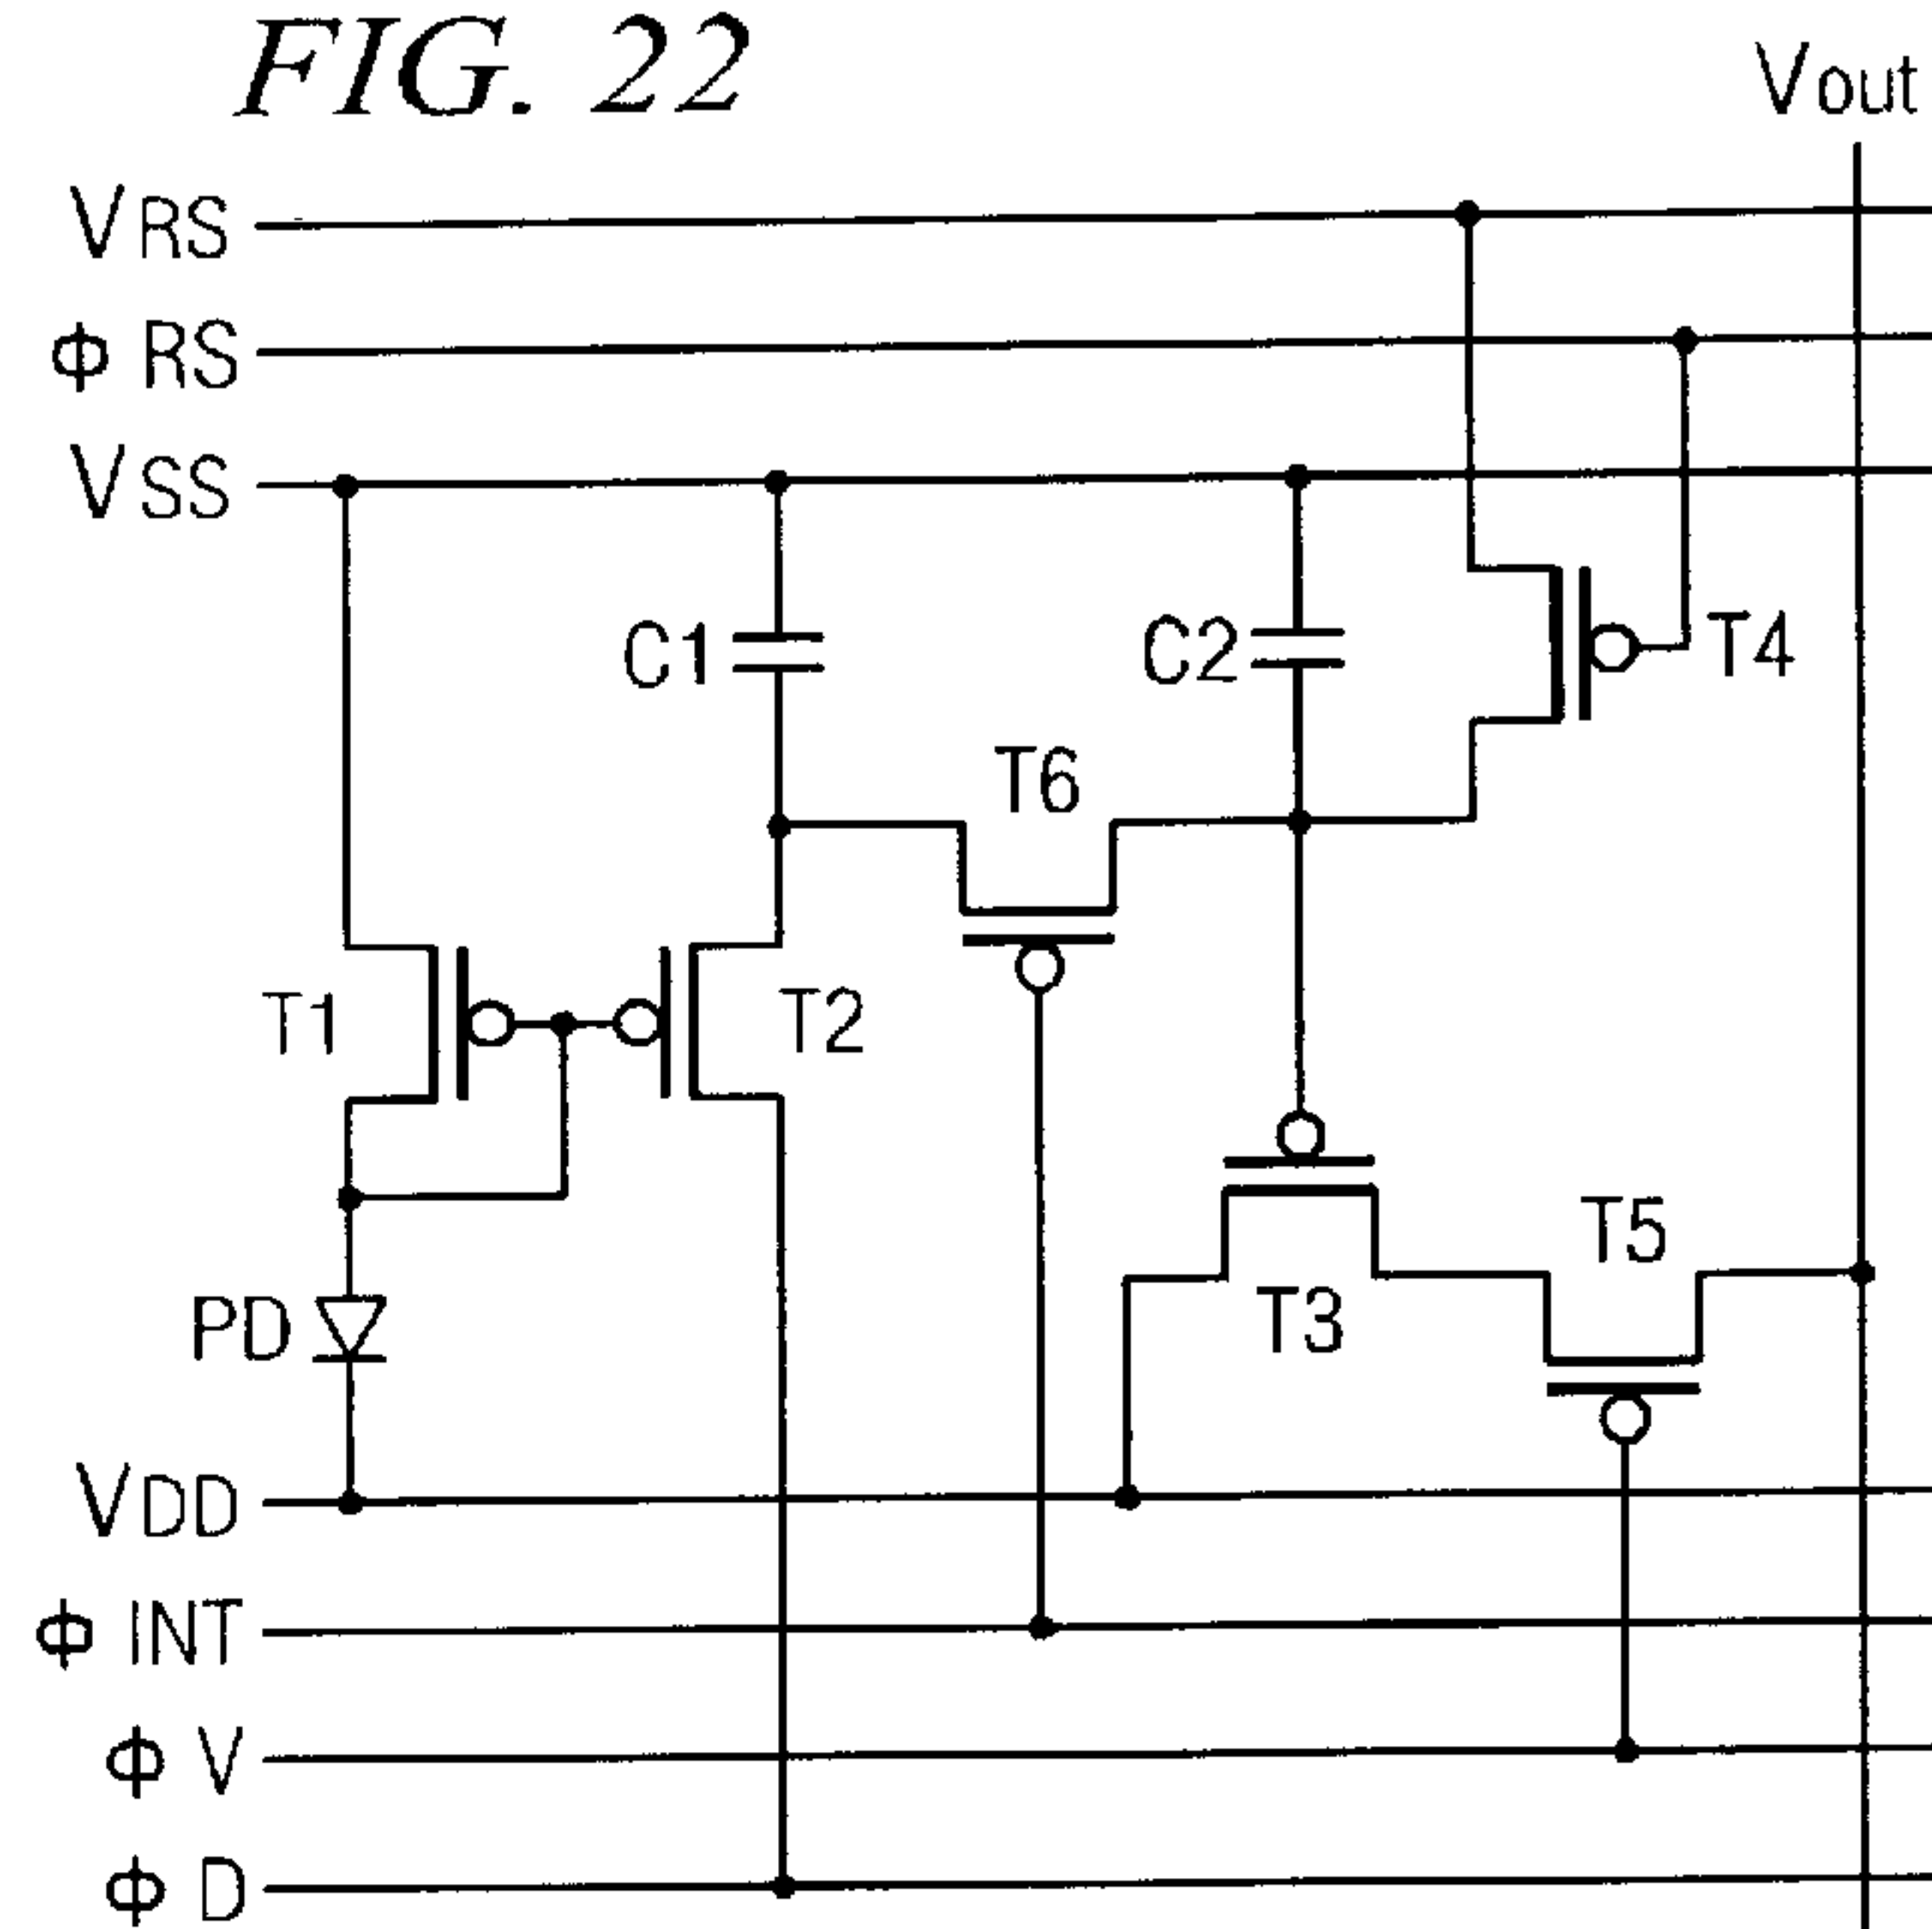 FIG. 22
Vout
VRS
Φ RS
VSS
C1
C2
T4
T6
T1
T2
T5
T3
PD
VDD
Φ INT
Φ V
Φ D